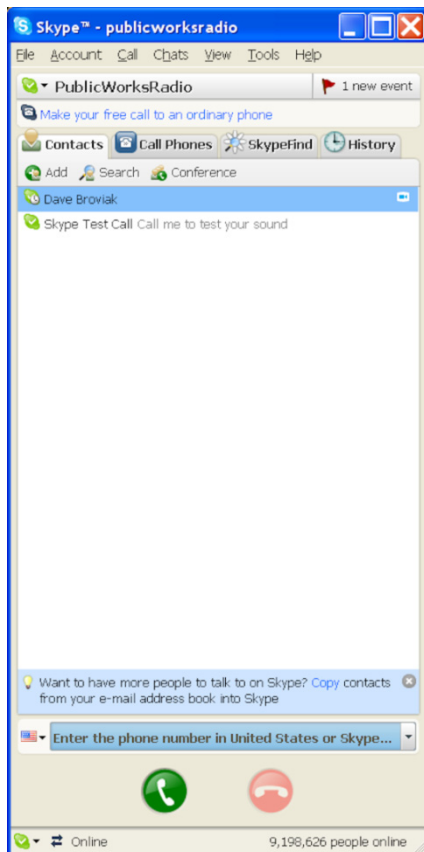 Skype™ - publicworksradio
File Account Call Chats View Tools Help
PublicWorksRadio 1 new event
Make your free call to an ordinary phone
Contacts Call Phones SkypeFind History
Add Search Conference
Dave Broviak
Skype Test Call Call me to test your sound
Want to have more people to talk to on Skype? Copy contacts
from your e-mail address book into Skype
Enter the phone number in United States or Skype...
Online 9,198,626 people online